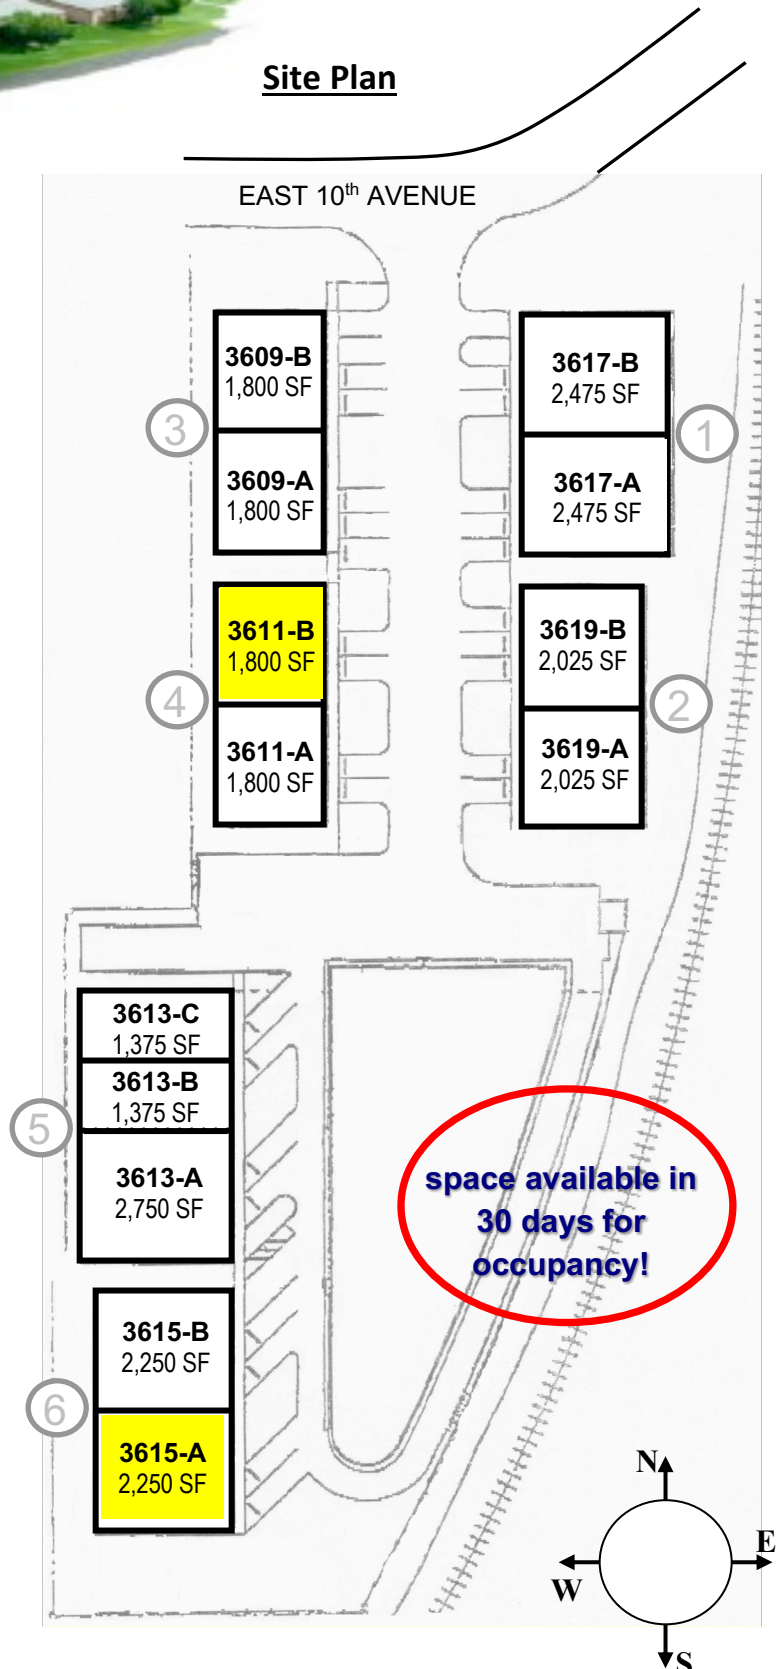 Site Plan
EAST 10th AVENUE
3609-B
1,800 SF
3609-A
1,800 SF
3
3617-B
2,475 SF
3617-A
2,475 SF
1
3611-B
1,800 SF
3611-A
1,800 SF
4
3619-B
2,025 SF
3619-A
2,025 SF
2
3613-C
1,375 SF
3613-B
1,375 SF
3613-A
2,750 SF
5
space available in
30 days for
occupancy!
3615-B
2,250 SF
3615-A
2,250 SF
6
N
E
W
S